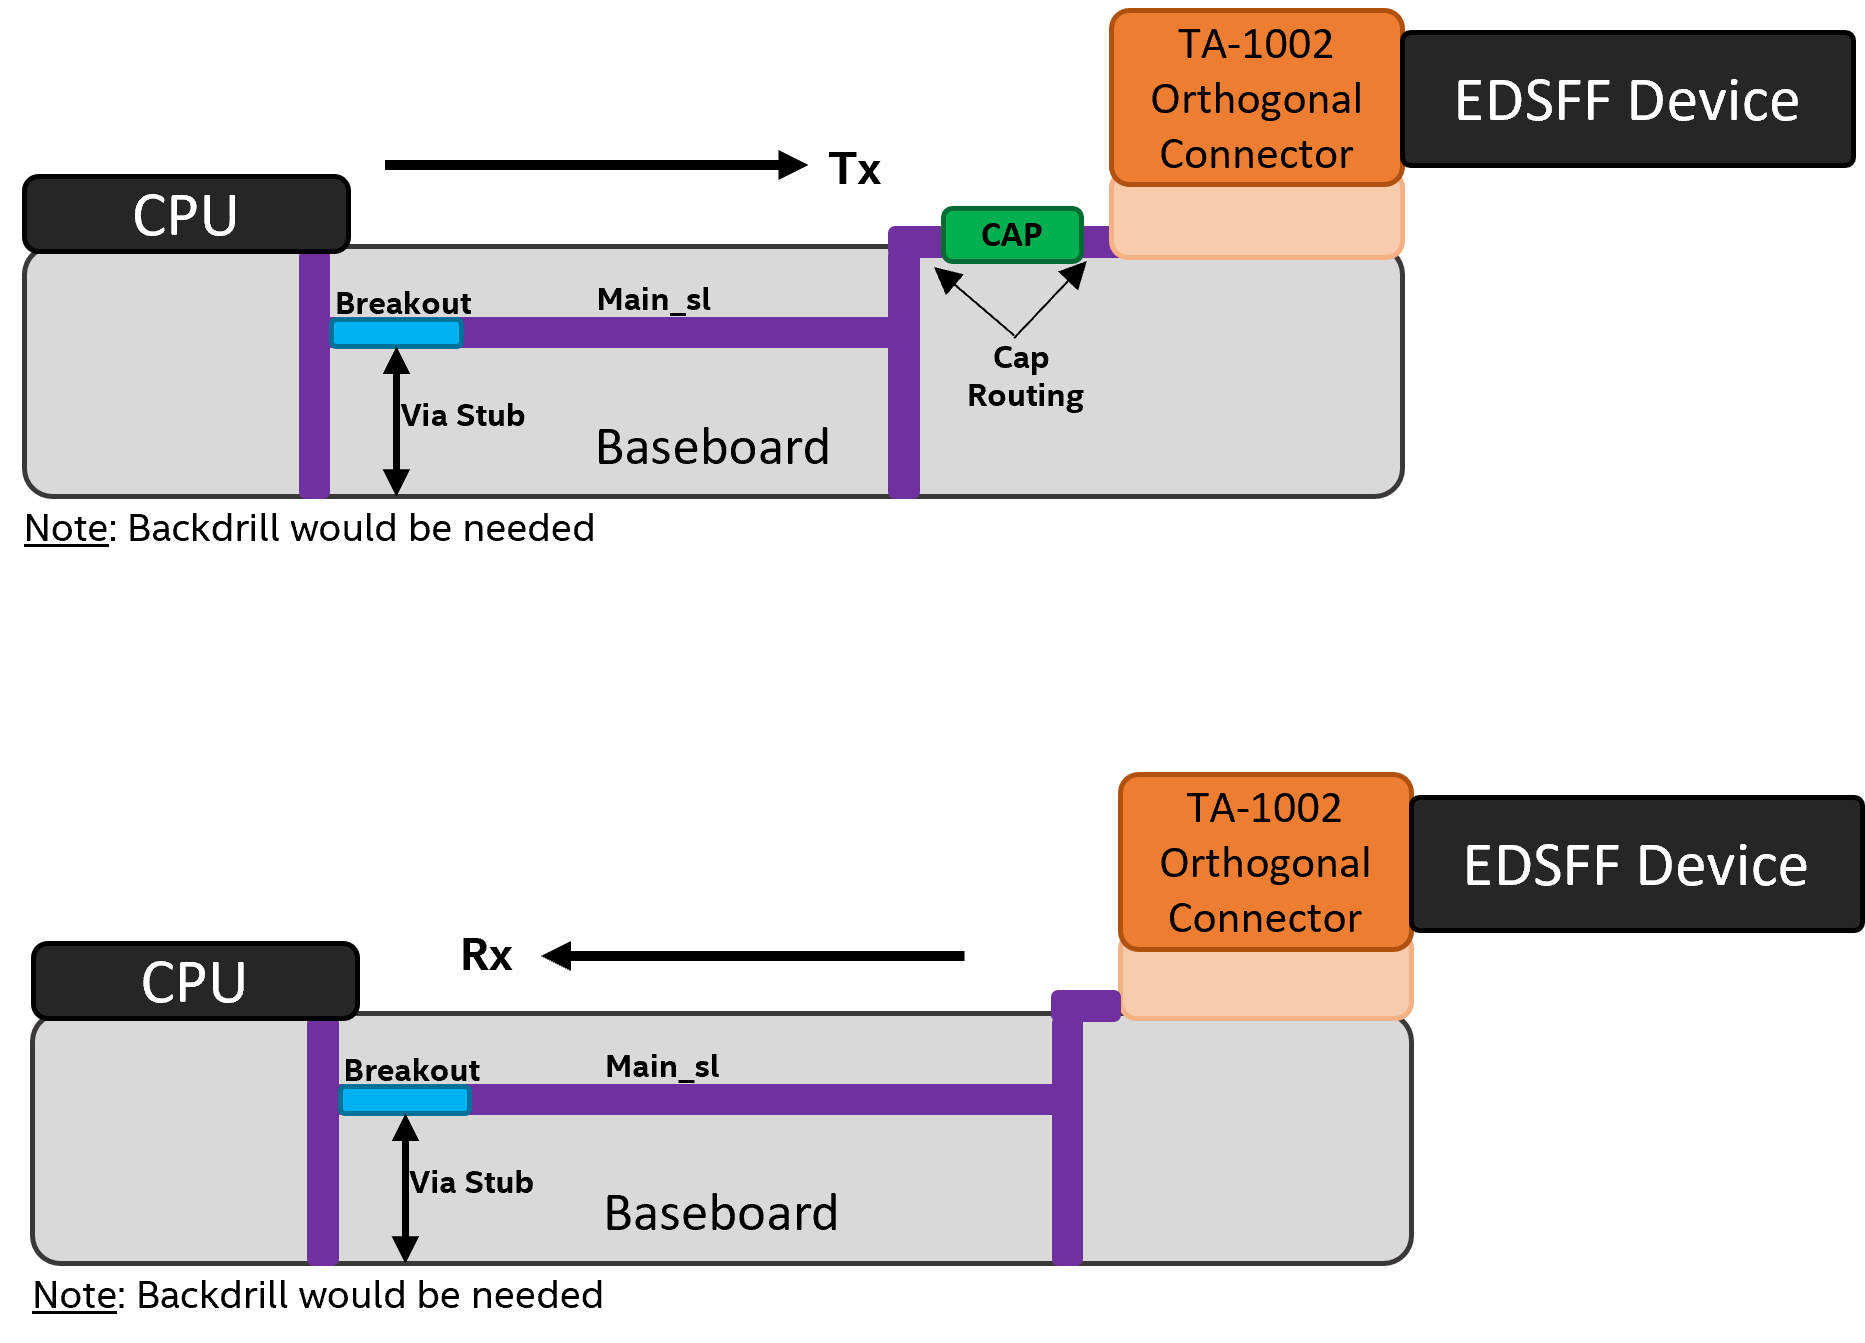 TA-1002
Orthogonal
Connector
EDSFF Device
Tx
CPU
CAP
Breakout
Main_sl
Cap
Routing
Via Stub
Baseboard
Note: Backdrill would be needed
TA-1002
Orthogonal
Connector
EDSFF Device
Rx
CPU
Breakout
Main_sl
Via Stub
Baseboard
Note: Backdrill would be needed